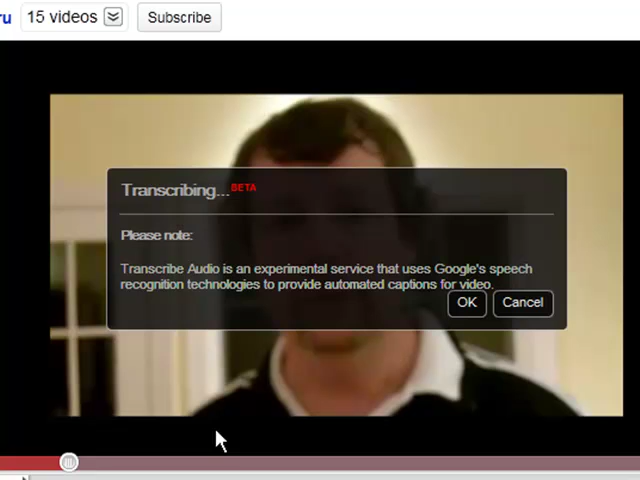 ru 15 videos Subscribe
Transcribing... BETA
Please note:
Transcribe Audio is an experimental service that uses Google's speech
recognition technologies to provide automated captions for video.
OK Cancel